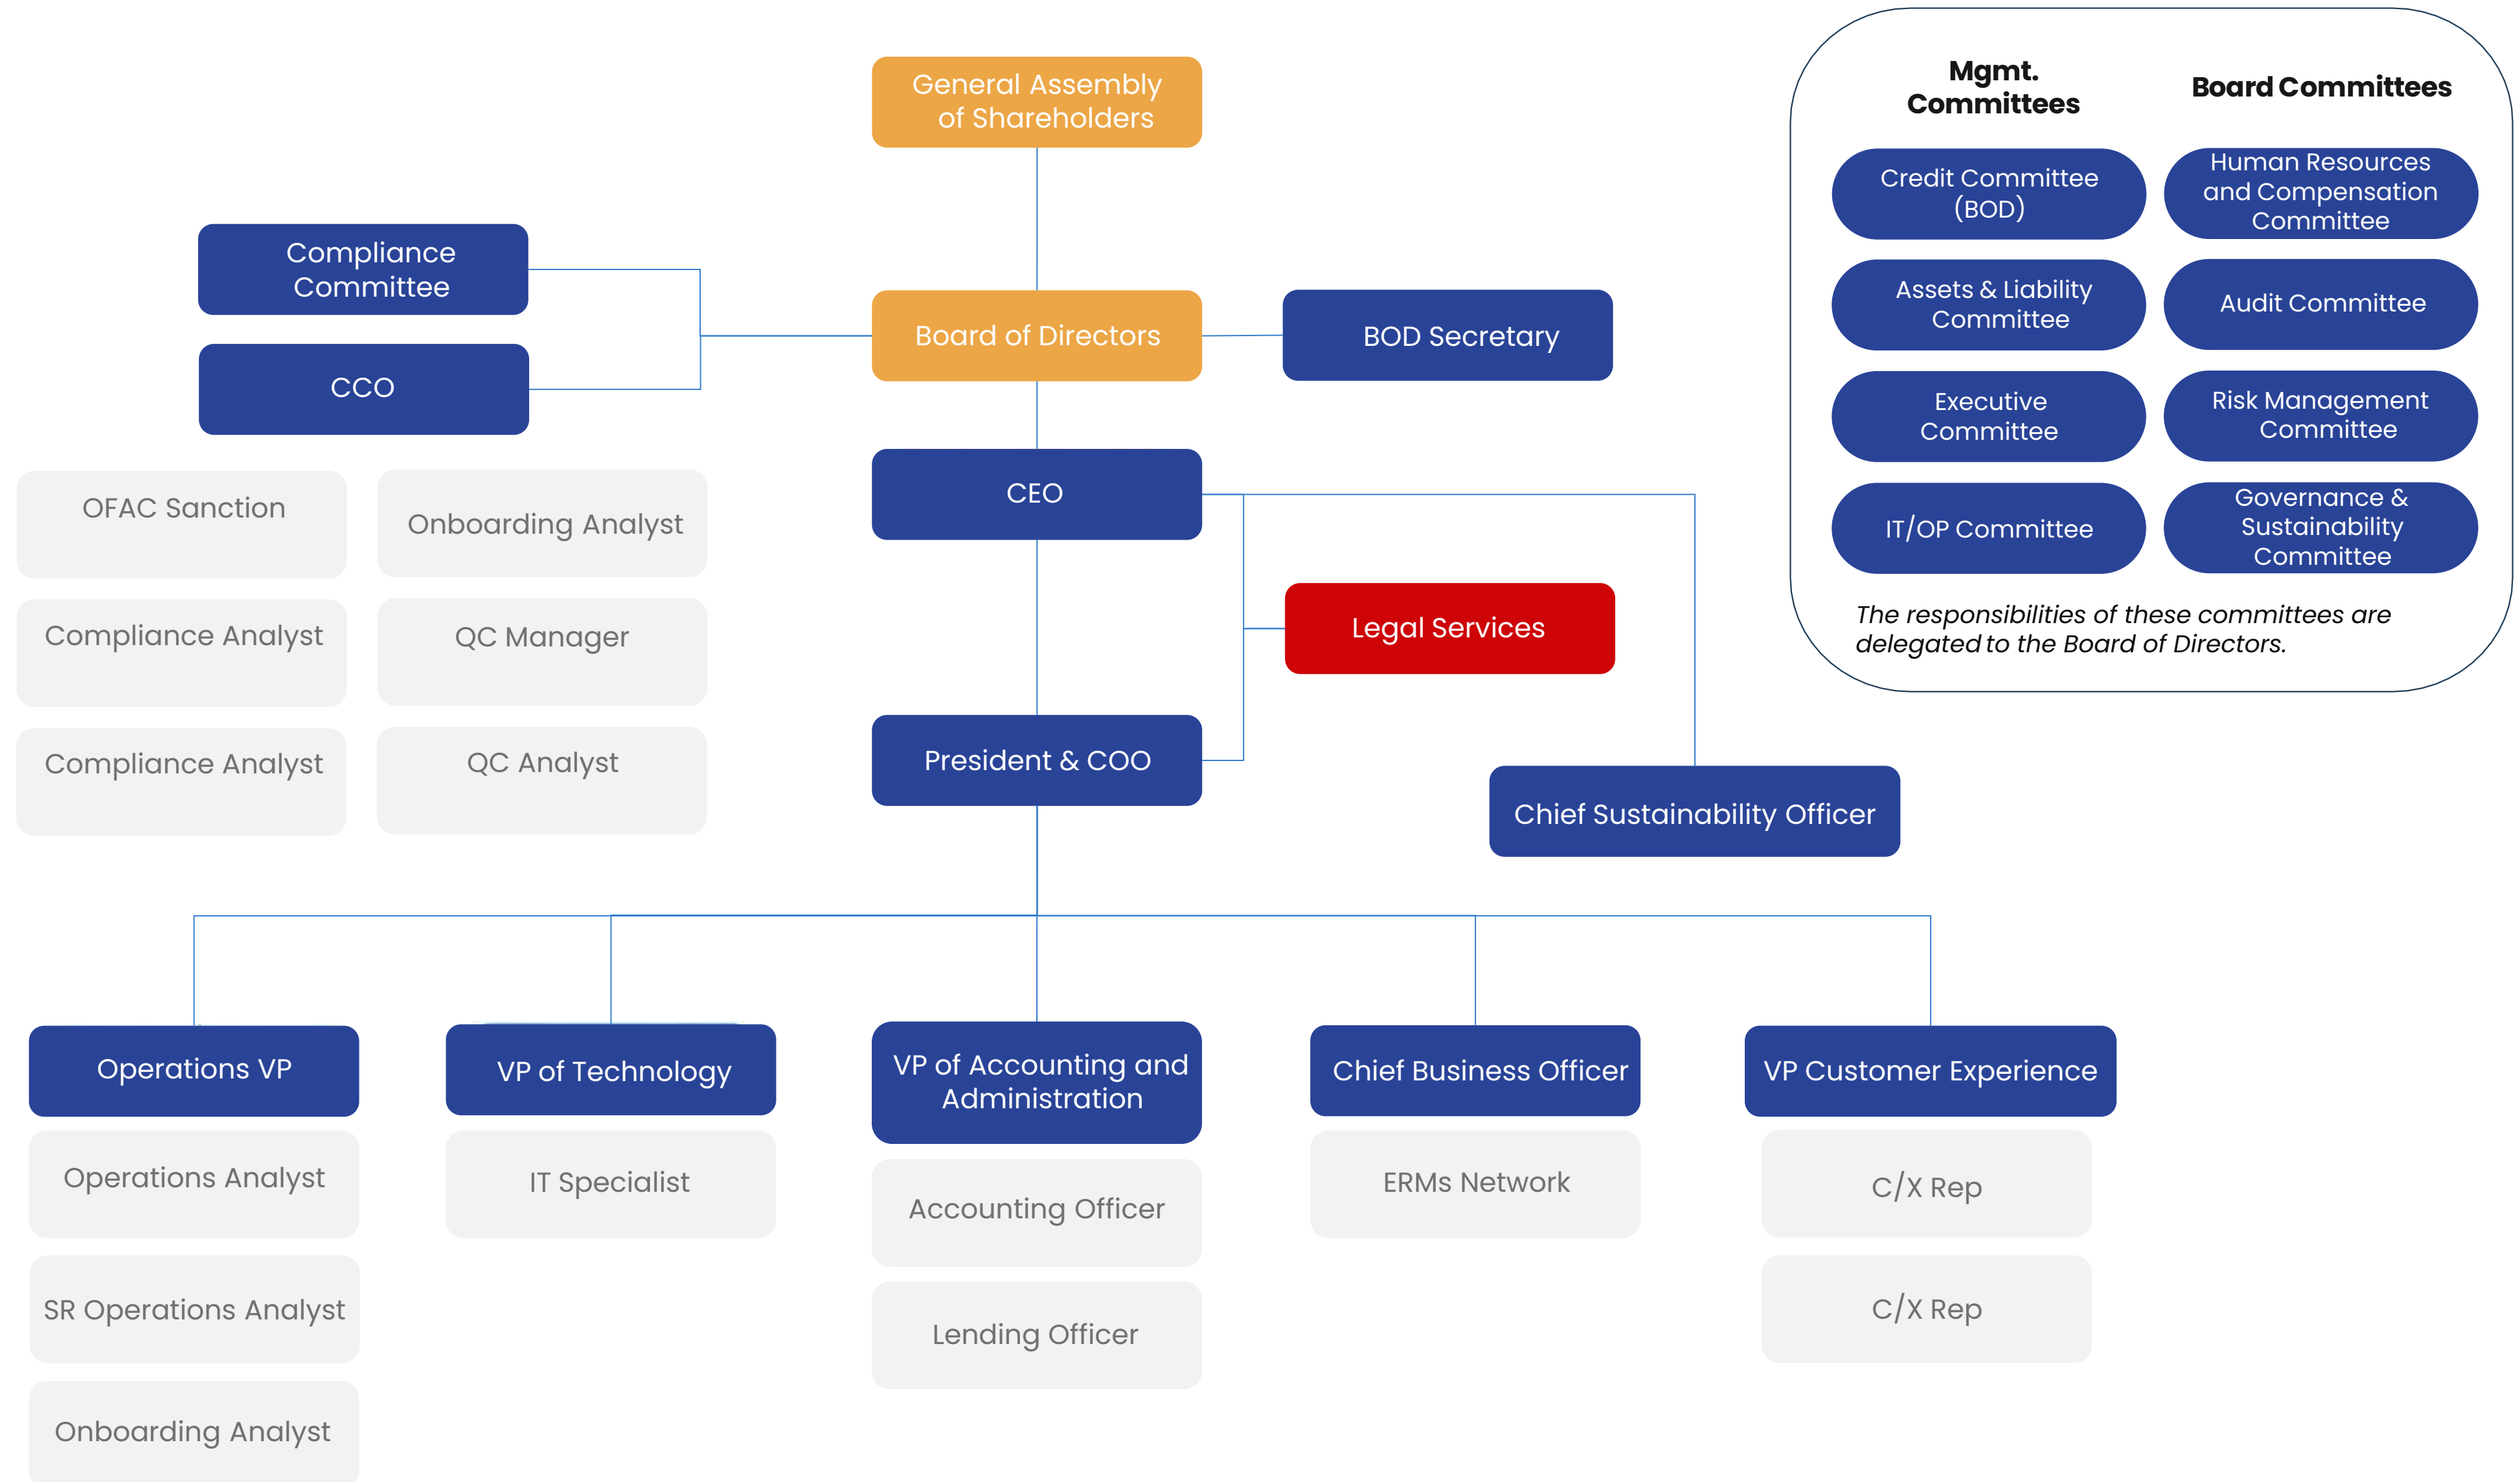 General Assembly
of Shareholders
Compliance
Committee
Board of Directors
BOD Secretary
CCO
CEO
OFAC Sanction
Onboarding Analyst
Compliance Analyst
QC Manager
Legal Services
Compliance Analyst
QC Analyst
President & COO
Chief Sustainability Officer
Mgmt.
Committees
Board Committees
Credit Committee
(BOD)
Human Resources
and Compensation
Committee
Assets & Liability
Committee
Audit Committee
Executive
Committee
Risk Management
Committee
IT/OP Committee
Governance &
Sustainability
Committee
The responsibilities of these committees are
delegated to the Board of Directors.
Operations VP
VP of Technology
VP of Accounting and
Administration
Chief Business Officer
VP Customer Experience
Operations Analyst
IT Specialist
Accounting Officer
ERMs Network
C/X Rep
SR Operations Analyst
Lending Officer
C/X Rep
Onboarding Analyst